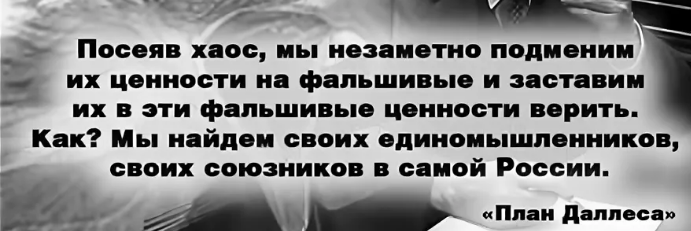 Посеяв хаос, мы незаметно подменим
их ценности на фальшивые и заставим
их в эти фальшивые ценности верить.
Как? Мы найдем своих единомышленников,
своих союзников в самой России.
«План Даллеса»